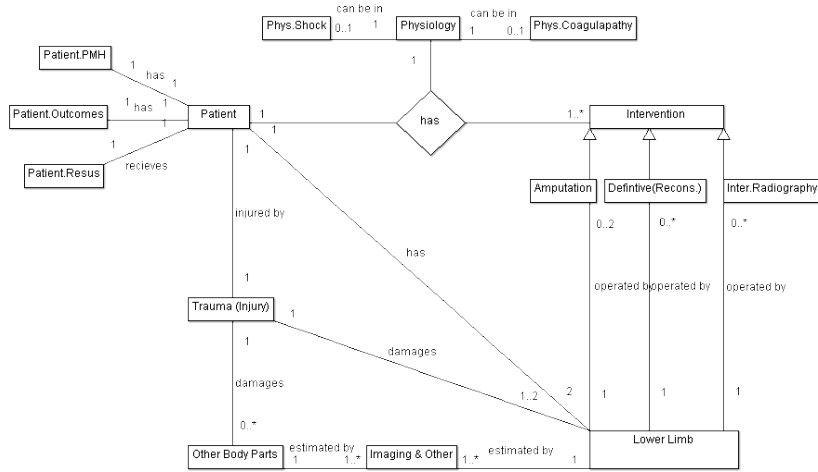 can be in
can be in
Phys.Shock
0..1
1
Physiology
1
0..1
Phys.Coagulapathy
Patient.PMH
1
has
1
1
Patient.Outcomes
1
has
1
Patient
1
has
1..*
Intervention
1
1
1
1
Patient.Resus
recieves
Amputation
Defintive(Recons.)
Inter.Radiography
injured by
0..2
0..*
0..*
has
operated by
operated by
operated by
1
Trauma (Injury)
1
1
damages
damages
1..2
2
1
1
1
0..*
Other Body Parts
estimated by
1
1..*
Imaging & Other
1..*
estimated by
1
Lower Limb